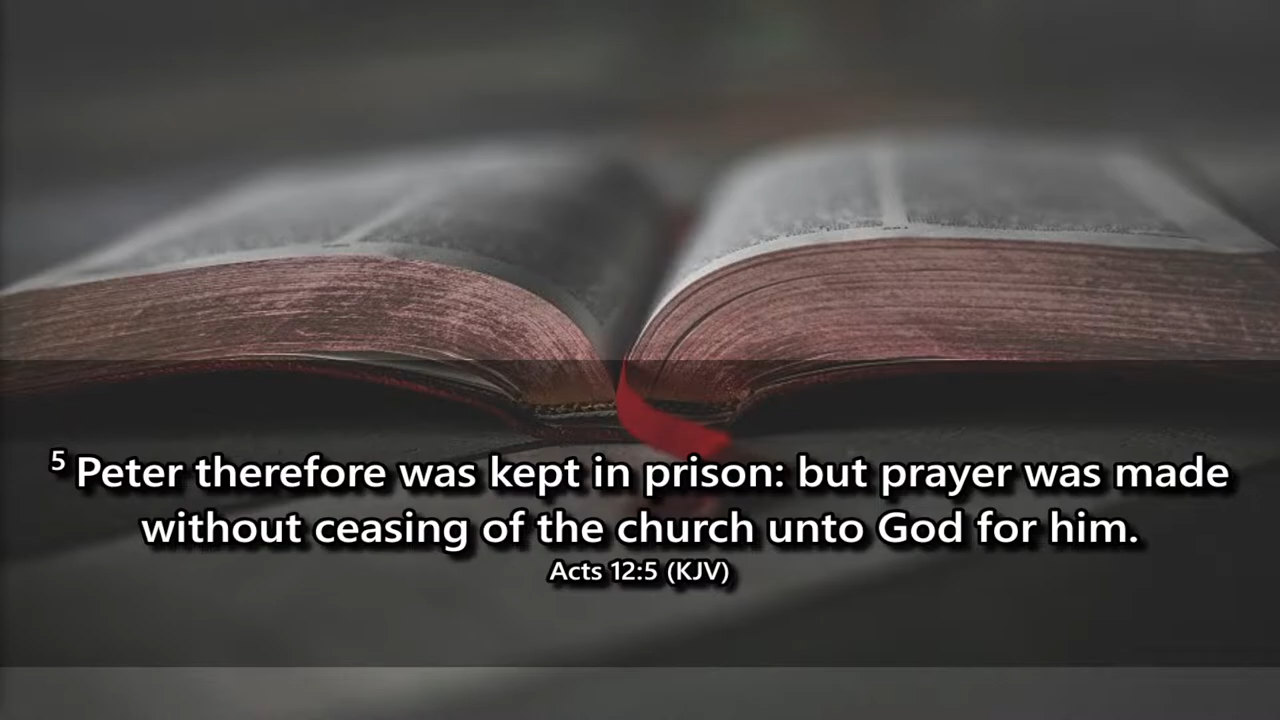 5 Peter therefore was kept in prison: but prayer was made
without ceasing of the church unto God for him.
Acts 12:5 (KJV)